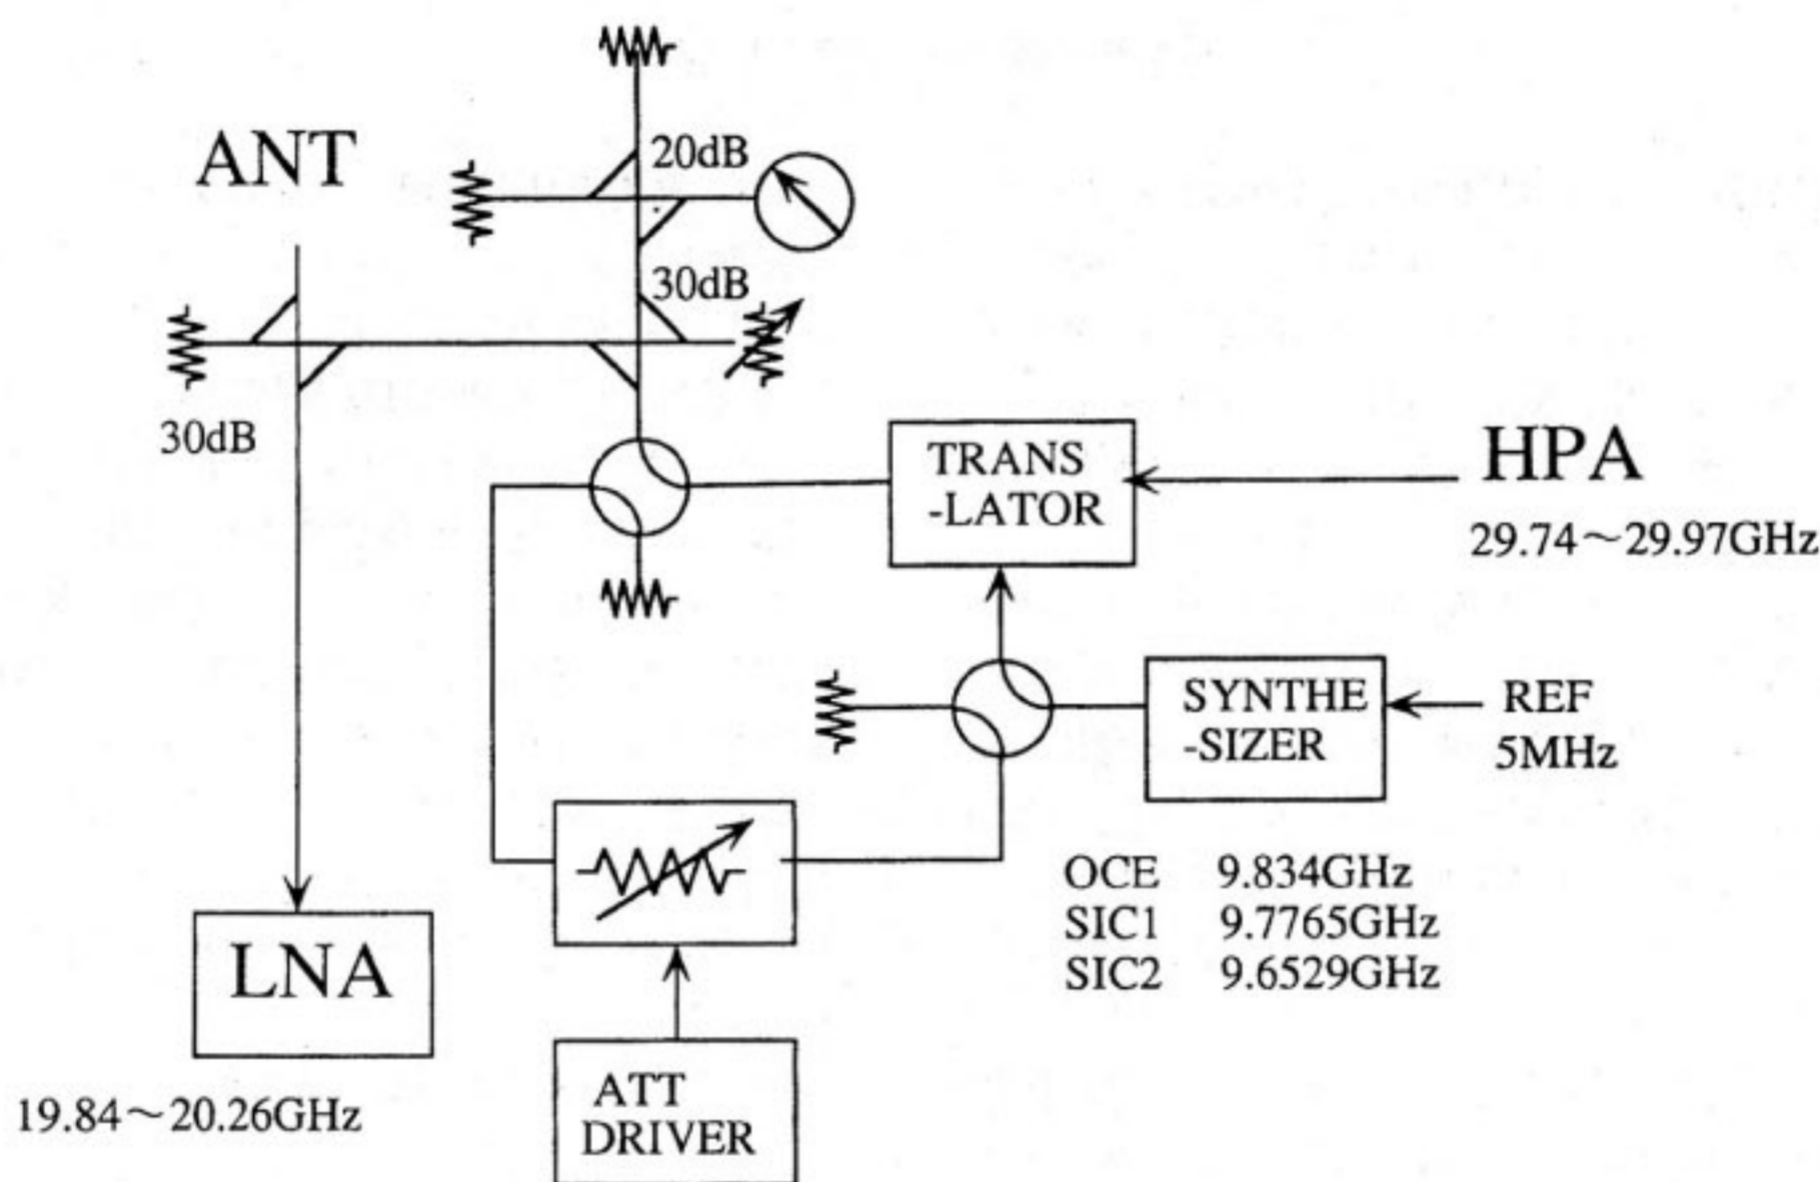 ANT
20dB
30dB
30dB
TRANS
-LATOR
HPA
29.74～29.97GHz
SYNTHE
-SIZER
REF
5MHz
OCE 9.834GHz
SIC1 9.7765GHz
SIC2 9.6529GHz
LNA
19.84～20.26GHz
ATT
DRIVER